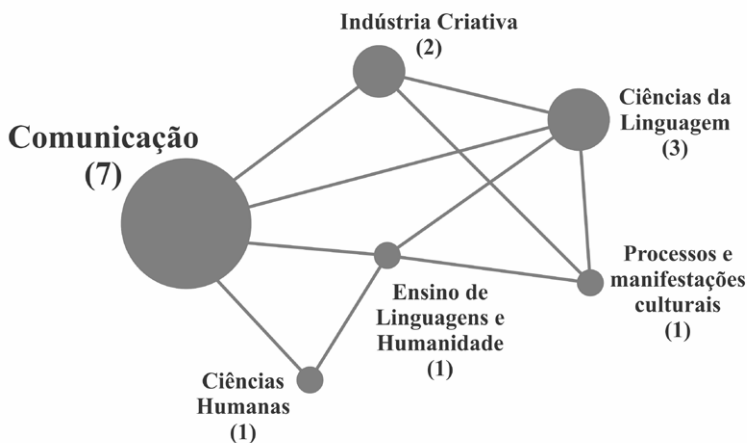 Indústria Criativa
(2)
Ciências da
Linguagem
(3)
Comunicação
(7)
Processos e
manifestações
culturais
(1)
Ensino de
Linguagens e
Humanidade
(1)
Ciências
Humanas
(1)